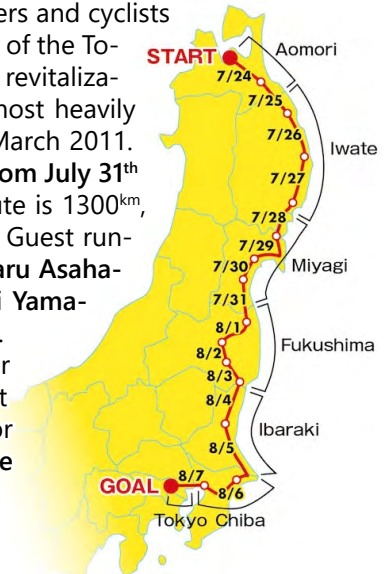 ers and cyclists
of the To-
revitaliza-
nost heavily
March 2011.
om July 31th
ute is 1300km,
Guest run-
aru Asaha-
i Yama-
START
Aomori
7/24
7/25
7/26
Iwate
7/27
7/28
7/29
Miyagi
7/30
7/31
8/1
Fukushima
8/2
8/3
8/4
Ibaraki
8/5
8/6
8/7
GOAL
Tokyo Chiba